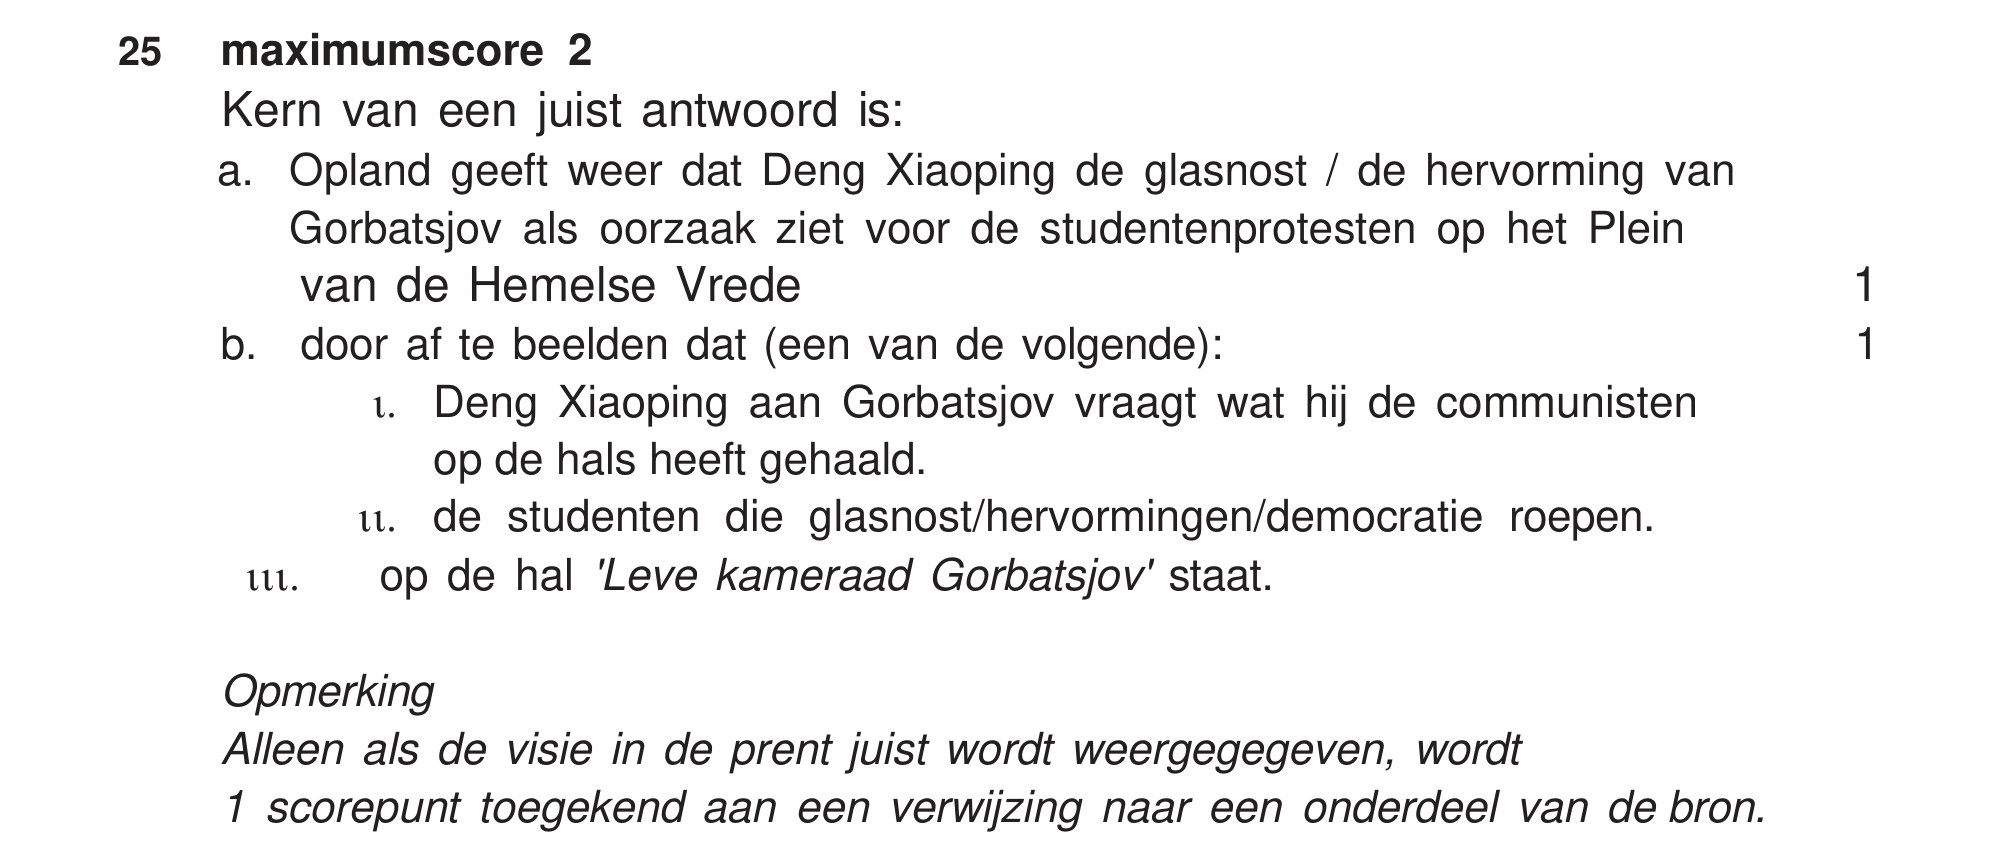 25 maximumscore 2
Kern van een juist antwoord is:
a. Opland geeft weer dat Deng Xiaoping de glasnost / de hervorming van
Gorbatsjov als oorzaak ziet voor de studentenprotesten op het Plein
van de Hemelse Vrede 1
b. door af te beelden dat (een van de volgende): 1
ι. Deng Xiaoping aan Gorbatsjov vraagt wat hij de communisten
op de hals heeft gehaald.
ιι. de studenten die glasnost/hervormingen/democratie roepen.
ιιι. op de hal 'Leve kameraad Gorbatsjov' staat.
Opmerking
Alleen als de visie in de prent juist wordt weergegegeven, wordt
1 scorepunt toegekend aan een verwijzing naar een onderdeel van de bron.